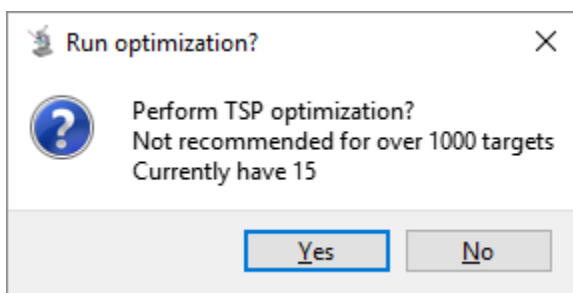 Run optimization?
Perform TSP optimization?
Not recommended for over 1000 targets
Currently have 15
Yes
No